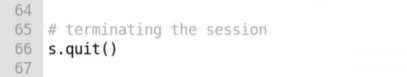 64
65 # terminating the session
66 s.quit()
67